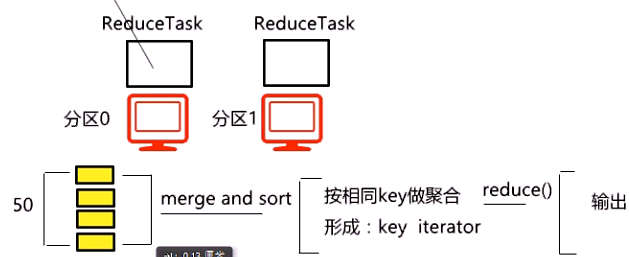 ReduceTask ReduceTask
分区0 分区1
50
merge and sort
按相同key做聚合
形成：key iterator
reduce()
输出